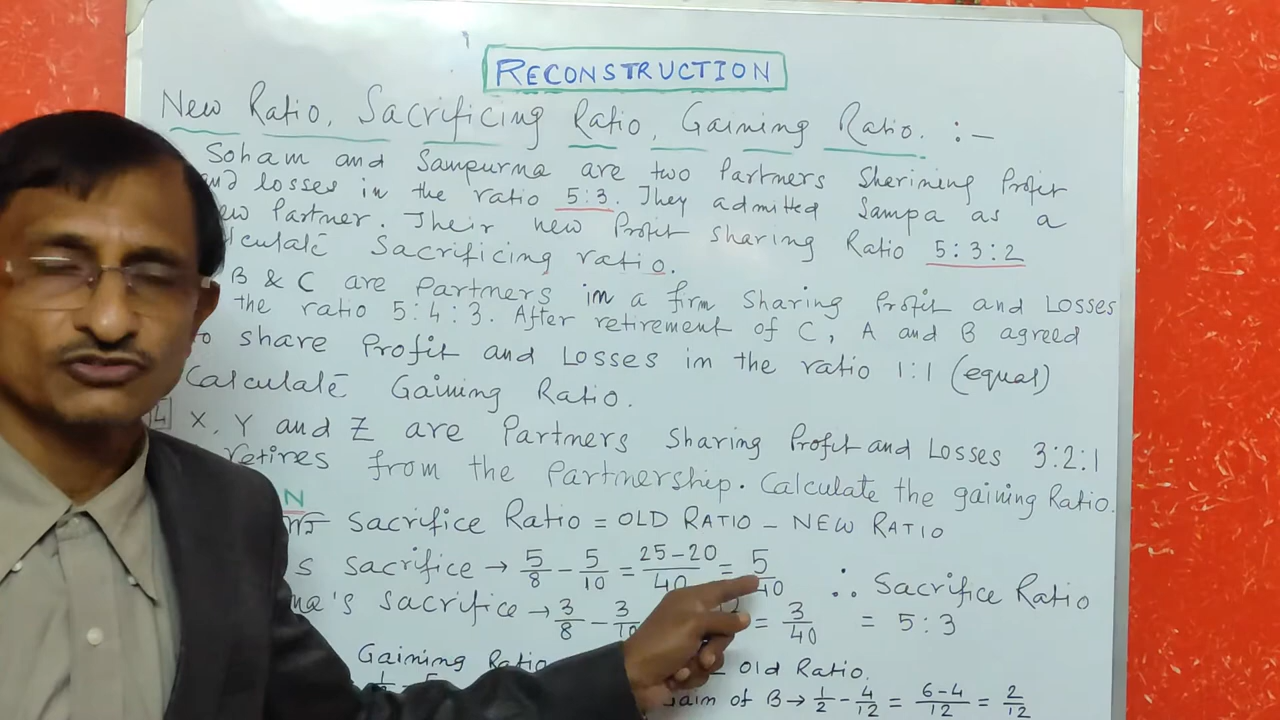 RECONSTRUCTION
New Ratio, Sacrificing Ratio, Gaining Ratio. :-
Soham and Sampurna are two Partners Sherining Profit
and losses in the ratio 5:3. They admitted Sampa as a
ew Partner. Their new Profit Sharing Ratio 5:3:2
lculate Sacrificing ratio.
B & C are Partners in a firm Sharing Profit and Losses
the ratio 5:4:3. After retirement of C, A and B agreed
to share Profit and Losses in the ratio 1:1 (equal)
Calculate Gaining Ratio.
4 X, Y and Z are Partners Sharing Profit and Losses 3:2:1
retires from the Partnership. Calculate the gaining Ratio.
N
Sacrifice Ratio = OLD RATIO - NEW RATIO
s Sacrifice → 5/8 - 5/10 = 25-20/40 = 5/40
na's Sacrifice → 3/8 - 3/10 = 3/40
∴ Sacrifice Ratio
= 5:3
Gaining Ratio Old Ratio.
Gain of B → 1/2 - 4/12 = 6-4/12 = 2/12